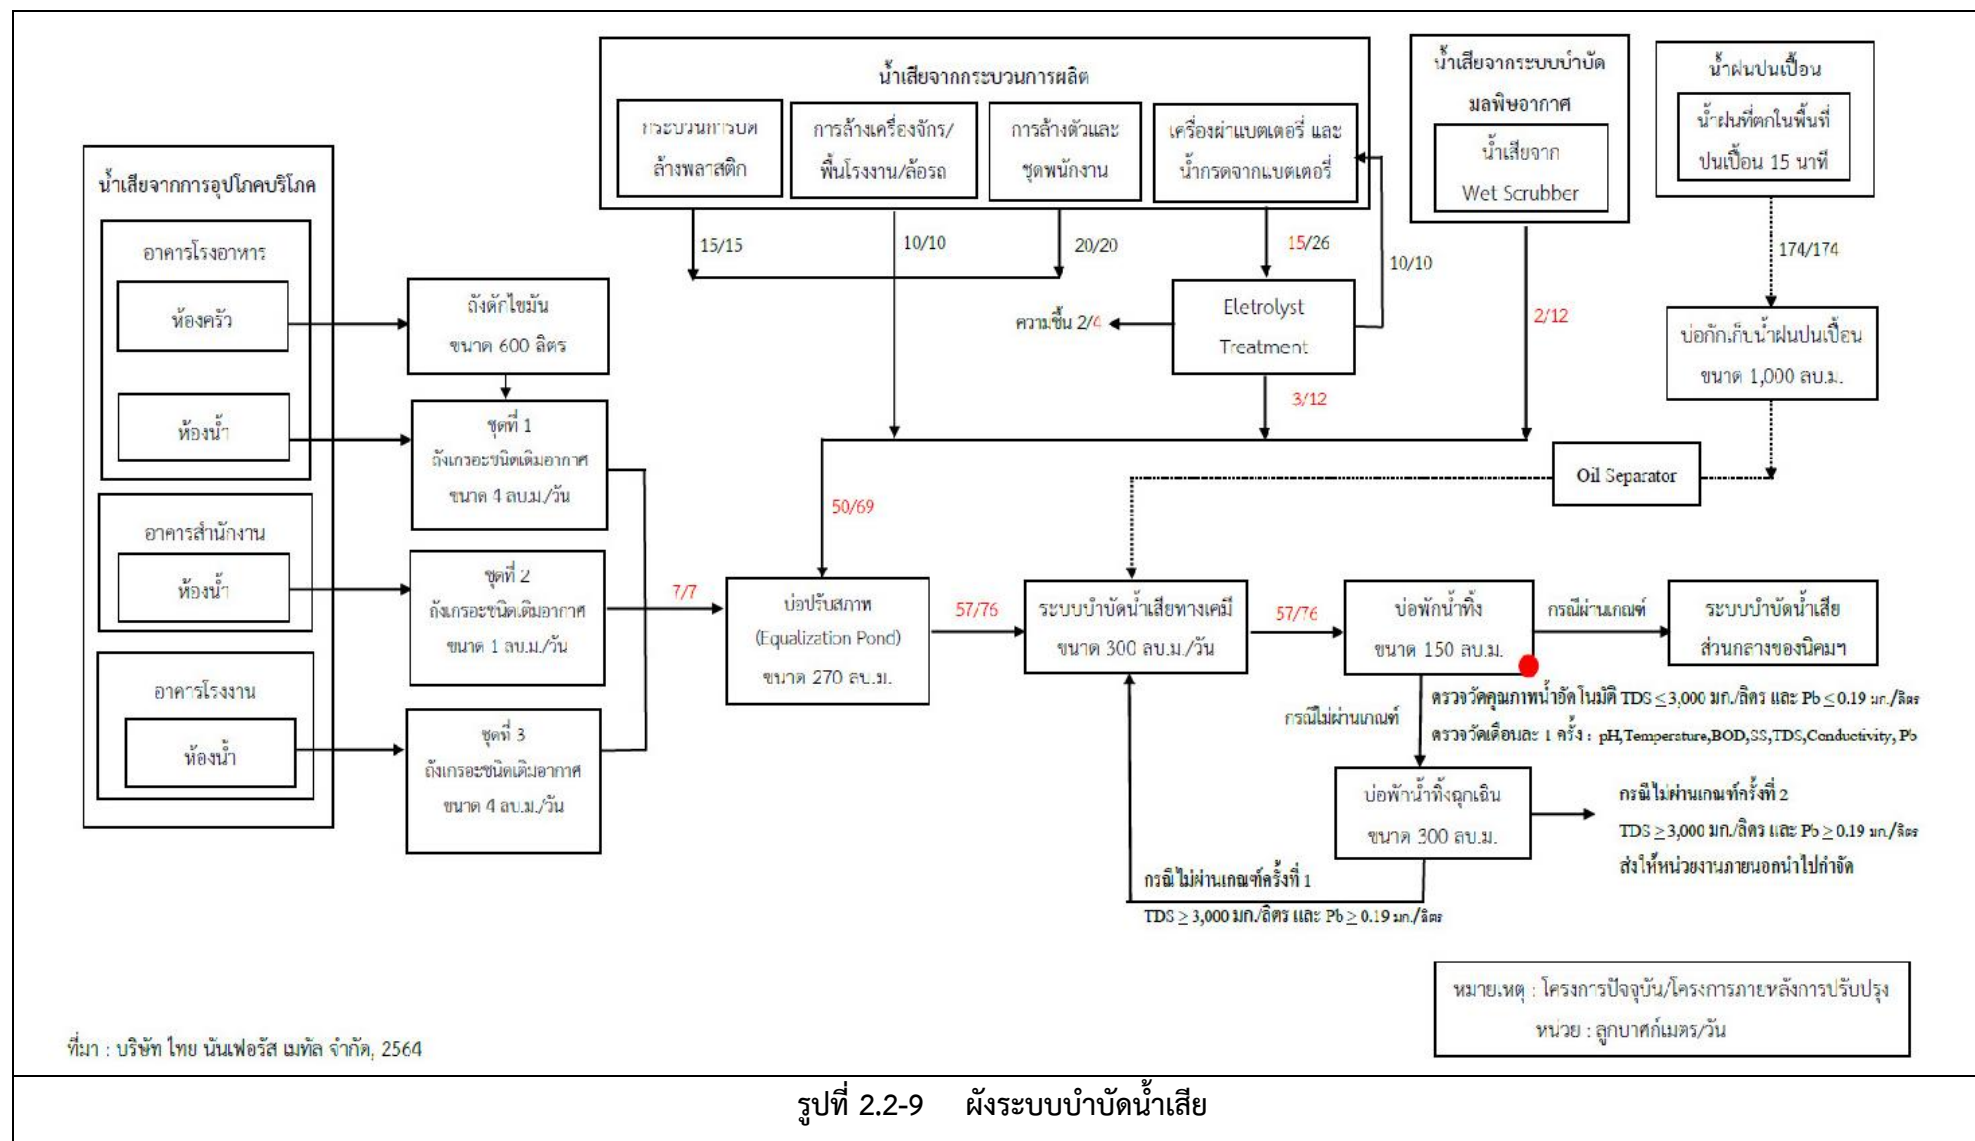 น้ำเสียจากกระบวนการผลิต
กระบวนการบด
ล้างพลาสติก
การล้างเครื่องจักร/
พื้นโรงงาน/ล้อรถ
การล้างตัวและ
ชุดพนักงาน
เครื่องผ่าแบตเตอรี่ และ
น้ำกรดจากแบตเตอรี่
น้ำเสียจากระบบบำบัด
มลพิษอากาศ
น้ำเสียจาก
Wet Scrubber
น้ำฝนปนเปื้อน
น้ำฝนที่ตกในพื้นที่
ปนเปื้อน 15 นาที
น้ำเสียจากการอุปโภคบริโภค
อาคารโรงอาหาร
ห้องครัว
ห้องน้ำ
อาคารสำนักงาน
ห้องน้ำ
อาคารโรงงาน
ห้องน้ำ
ถังดักไขมัน
ขนาด 600 ลิตร
ชุดที่ 1
ถังเกรอะชนิดเติมอากาศ
ขนาด 4 ลบ.ม./วัน
ชุดที่ 2
ถังเกรอะชนิดเติมอากาศ
ขนาด 1 ลบ.ม./วัน
ชุดที่ 3
ถังเกรอะชนิดเติมอากาศ
ขนาด 4 ลบ.ม./วัน
15/15
10/10
20/20
15/26
10/10
174/174
ความชื้น 2/4
Eletrolyst
Treatment
2/12
3/12
บ่อกักเก็บน้ำฝนปนเปื้อน
ขนาด 1,000 ลบ.ม.
Oil Separator
50/69
7/7
บ่อปรับสภาพ
(Equalization Pond)
ขนาด 270 ลบ.ม.
57/76
ระบบบำบัดน้ำเสียทางเคมี
ขนาด 300 ลบ.ม./วัน
57/76
บ่อพักน้ำทิ้ง
ขนาด 150 ลบ.ม.
กรณีผ่านเกณฑ์
ระบบบำบัดน้ำเสีย
ส่วนกลางของนิคมฯ
กรณีไม่ผ่านเกณฑ์
ตรวจวัดคุณภาพน้ำอัตโนมัติ TDS ≤3,000 มก./ลิตร และ Pb ≤0.19 มก./ลิตร
ตรวจวัดเดือนละ 1 ครั้ง : pH,Temperature,BOD,SS,TDS,Conductivity, Pb
บ่อพักน้ำทิ้งฉุกเฉิน
ขนาด 300 ลบ.ม.
กรณีไม่ผ่านเกณฑ์ครั้งที่ 2
TDS ≥3,000 มก./ลิตร และ Pb ≥ 0.19 มก./ลิตร
ส่งให้หน่วยงานภายนอกนำไปกำจัด
กรณีไม่ผ่านเกณฑ์ครั้งที่ 1
TDS ≥ 3,000 มก./ลิตร และ Pb ≥ 0.19 มก./ลิตร
หมายเหตุ : โครงการปัจจุบัน/โครงการภายหลังการปรับปรุง
หน่วย : ลูกบาศก์เมตร/วัน
ที่มา : บริษัท ไทย นันเฟอรัส เมทัล จำกัด, 2564
รูปที่ 2.2-9 ผังระบบบำบัดน้ำเสีย